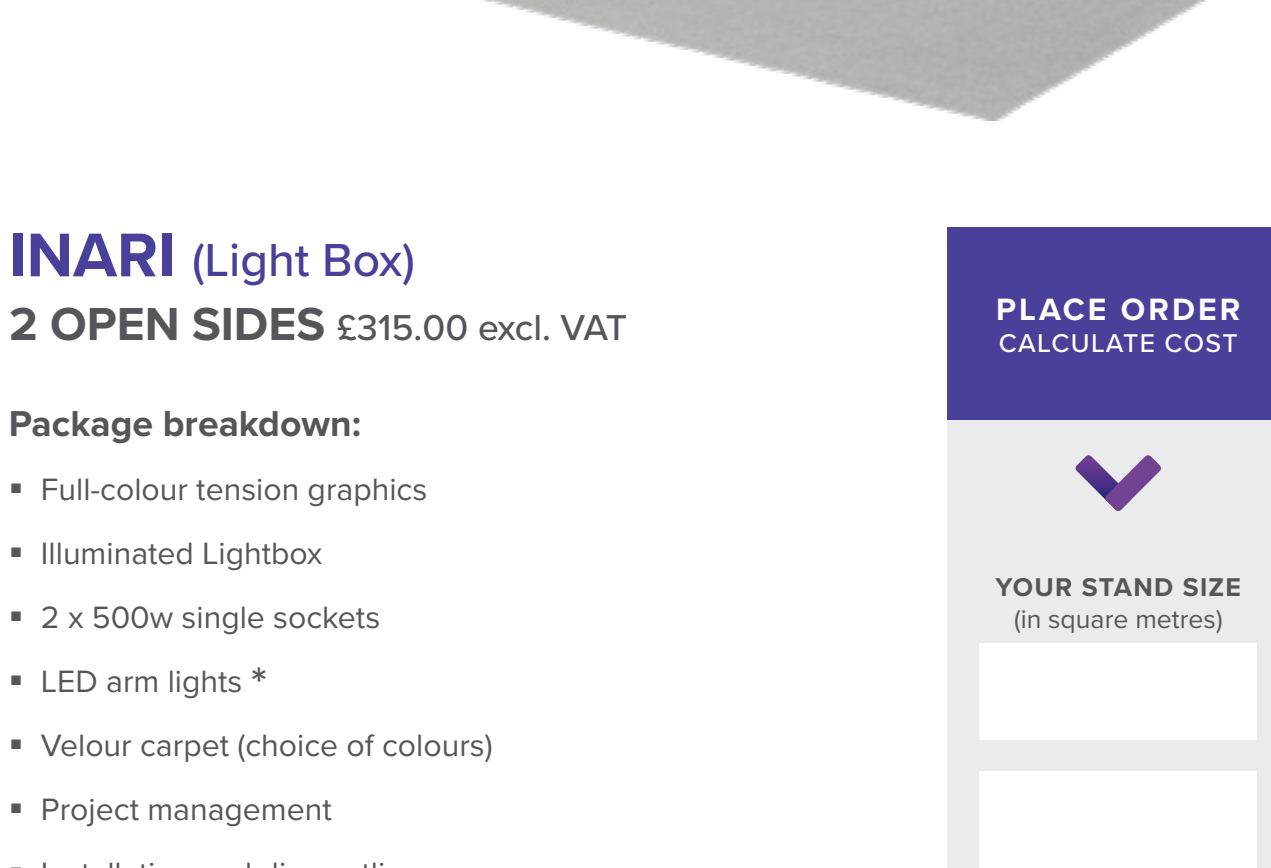 INARI (Light Box)
2 OPEN SIDES £315.00 excl. VAT
Package breakdown:
▪ Full-colour tension graphics
▪ Illuminated Lightbox
▪ 2 x 500w single sockets
▪ LED arm lights *
▪ Velour carpet (choice of colours)
▪ Project management
PLACE ORDER
CALCULATE COST
YOUR STAND SIZE
(in square metres)